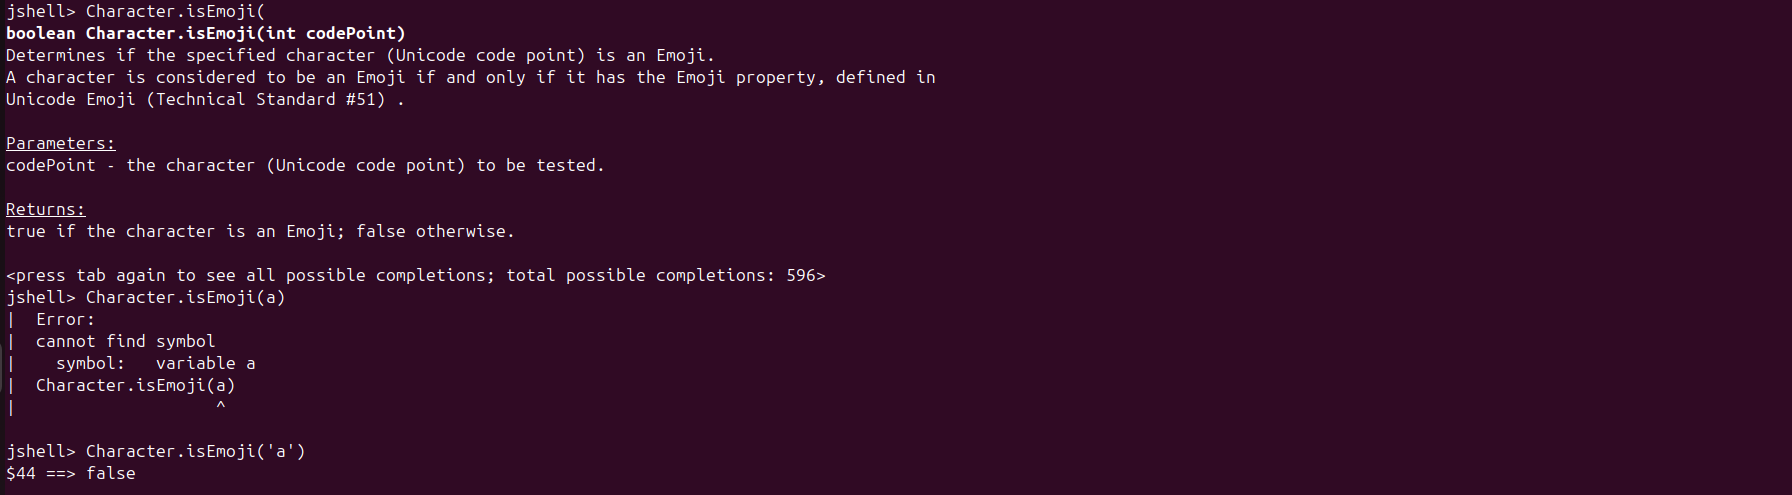 jshell> Character.isEmoji(
boolean Character.isEmoji(int codePoint)
Determines if the specified character (Unicode code point) is an Emoji.
A character is considered to be an Emoji if and only if it has the Emoji property, defined in
Unicode Emoji (Technical Standard #51) .

Parameters:
codePoint - the character (Unicode code point) to be tested.

Returns:
true if the character is an Emoji; false otherwise.

<press tab again to see all possible completions; total possible completions: 596>
jshell> Character.isEmoji(a)
|  Error:
|  cannot find symbol
|    symbol:   variable a
|  Character.isEmoji(a)
|                    ^

jshell> Character.isEmoji('a')
$44 ==> false